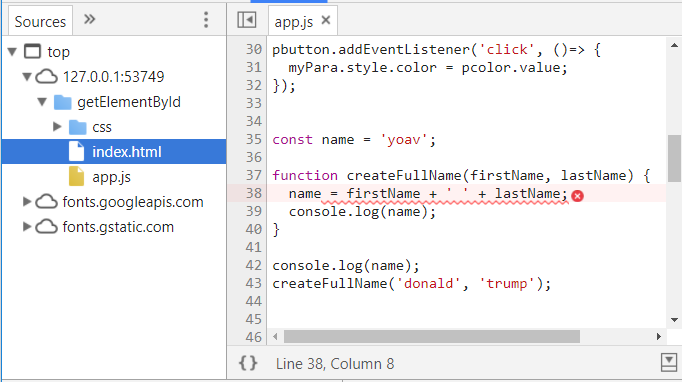 Sources »
top
127.0.0.1:53749
getElementById
css
index.html
app.js
fonts.googleapis.com
fonts.gstatic.com
app.js ×
30 pbutton.addEventListener('click', ()=> {
31   myPara.style.color = pcolor.value;
32 });
33
34
35 const name = 'yoav';
36
37 function createFullName(firstName, lastName) {
38   name = firstName + ' ' + lastName;
39   console.log(name);
40 }
41
42 console.log(name);
43 createFullName('donald', 'trump');
44
45
46
{} Line 38, Column 8